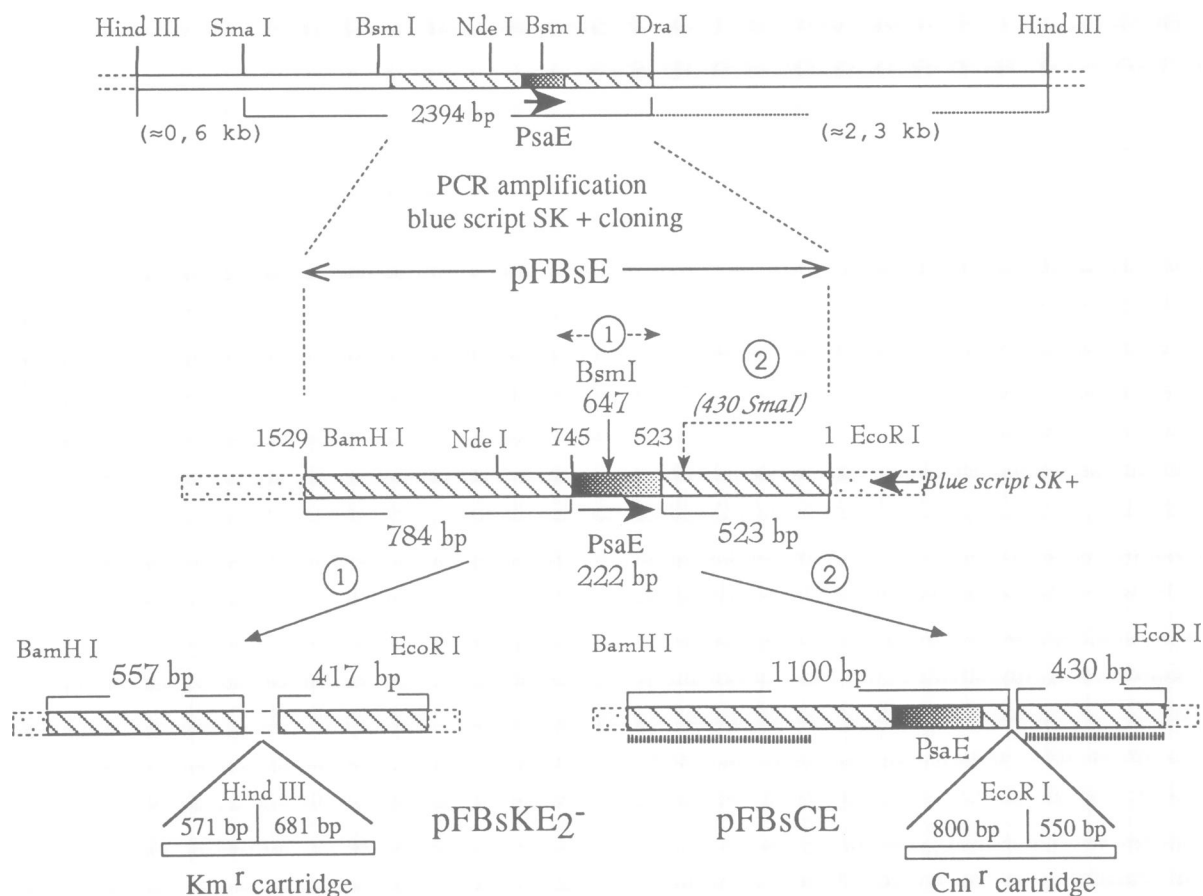 Hind III Sma I Bsm I Nde I Bsm I Dra I Hind III
2394 bp
(≈0,6 kb) PsaE (≈2,3 kb)
PCR amplification
blue script SK + cloning
pFBsE
1 2
BsmI
647 (430 SmaI)
1529 BamH I Nde I 745 523 1 EcoR I
Blue script SK+
784 bp PsaE 523 bp
222 bp
1 2
BamH I EcoR I BamH I EcoR I
557 bp 417 bp 1100 bp 430 bp
PsaE
Hind III EcoR I
571 bp 681 bp pFBsKE2- pFBsCE 800 bp 550 bp
Km r cartridge Cm r cartridge